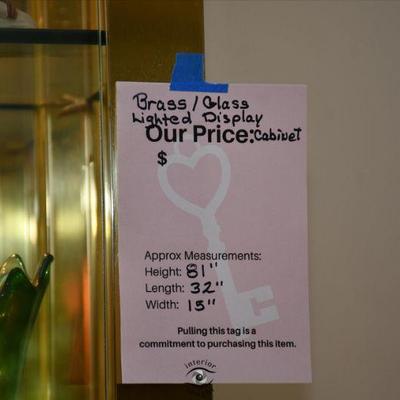 Brass/Glass
Lighted Display
Our Price: Cabinet
$
Approx Measurements:
Height: 81"
Length: 32"
Width: 15"
Pulling this tag is a
commitment to purchasing this item.
interior